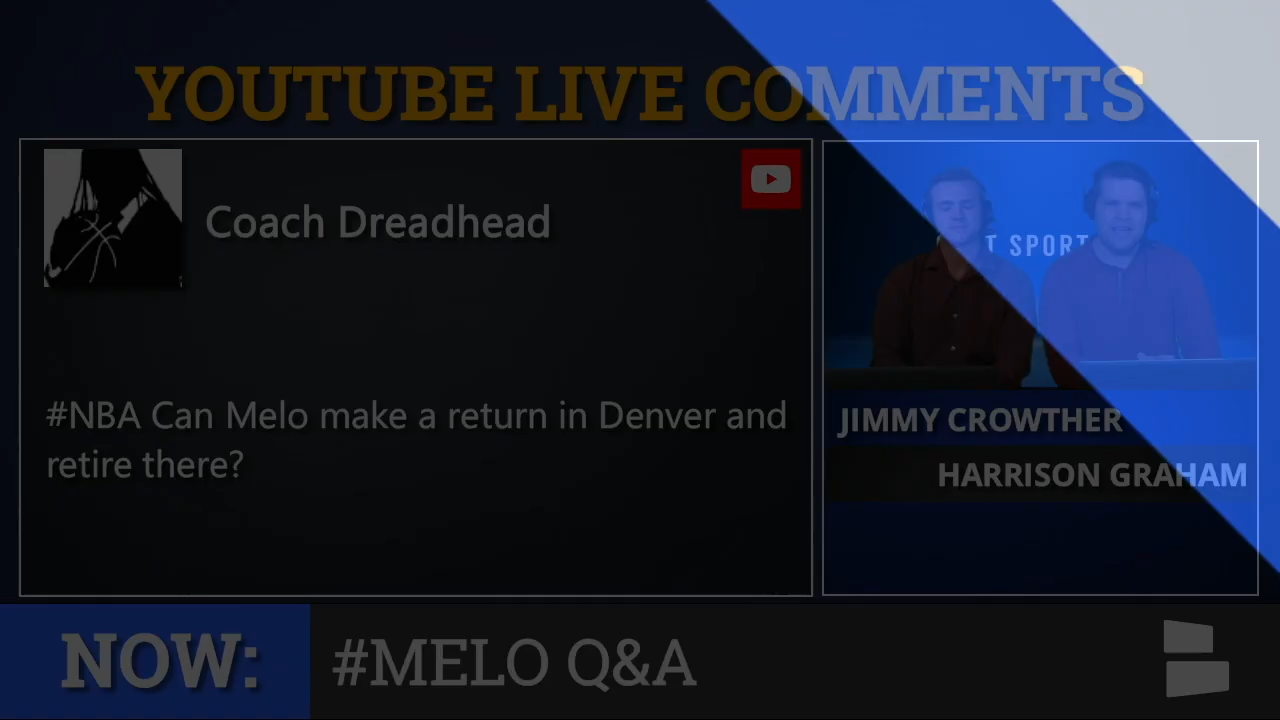 YOUTUBE LIVE COMMENTS
Coach Dreadhead
T SPORT
#NBA Can Melo make a return in Denver and
retire there?
JIMMY CROWTHER
HARRISON GRAHAM
NOW:
#MELO Q&A